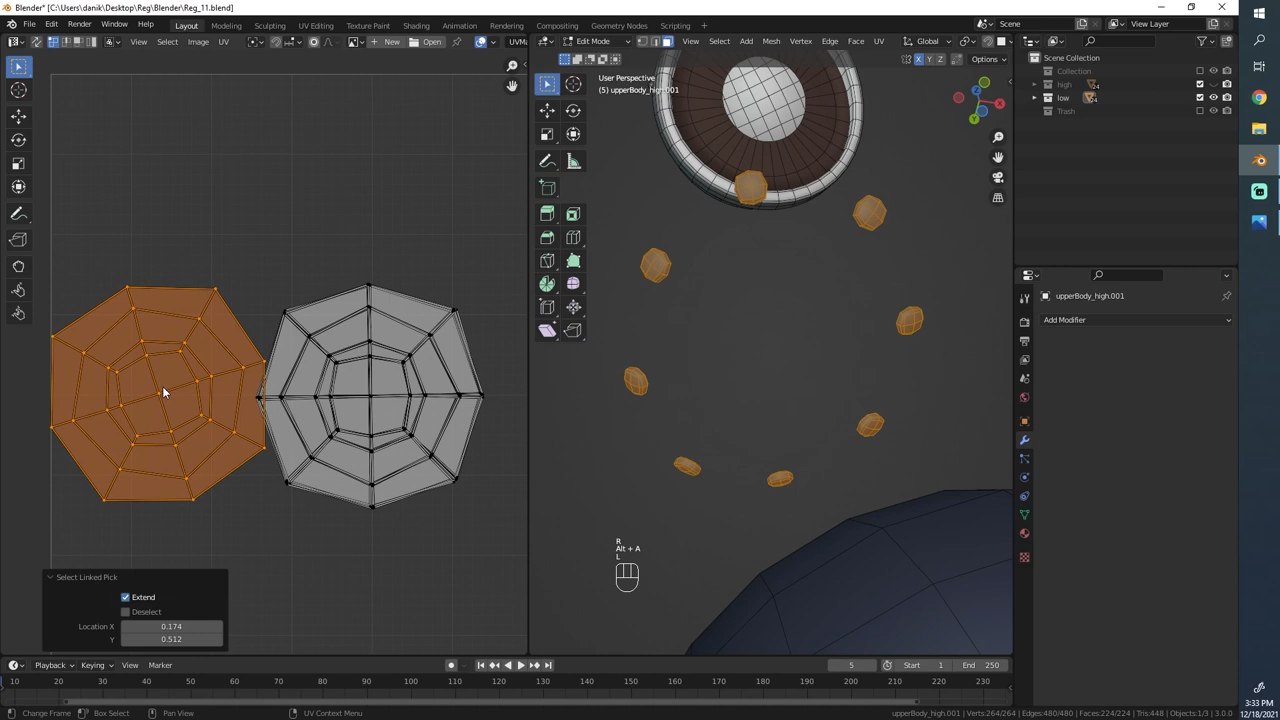 Blender* [C:\Users\danik\Desktop\Reg\Blender\Reg_11.blend]
File Edit Render Window Help Layout Modeling Sculpting UV Editing Texture Paint Shading Animation Rendering Compositing Geometry Nodes Scripting + Scene View Layer
View Select Image UV New Open UVMa Edit Mode View Select Add Mesh Vertex Edge Face UV Global
X Y Z Options
User Perspective
(5) upperBody_high.001
Scene Collection
Collection
high 24
low 24
Trash
upperBody_high.001
Add Modifier
R
Alt + A
L
Select Linked Pick
Extend
Deselect
Location X 0.174
Y 0.512
Playback Keying View Marker 5 Start 1 End 250
10 20 30 40 50 60 70 80 90 100 110 120 130 140 150 160 170 180 190 200 210 220 230
Change Frame Box Select Pan View UV Context Menu upperBody_high.001 | Verts:264/264 | Edges:480/480 | Faces:224/224 | Tris:448 | Objects:1/3 | 3.0.0
3:33 PM
12/18/2021